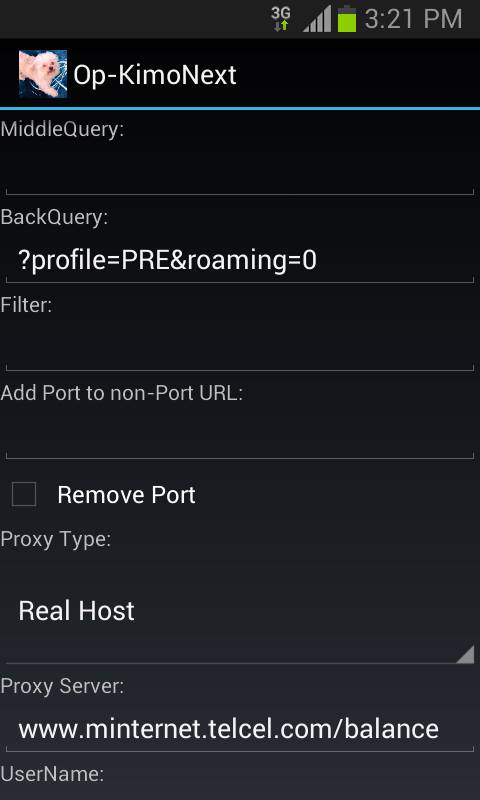 3G 3:21 PM
Op-KimoNext
MiddleQuery:
BackQuery:
?profile=PRE&roaming=0
Filter:
Add Port to non-Port URL:
Remove Port
Proxy Type:
Real Host
Proxy Server:
www.minternet.telcel.com/balance
UserName: